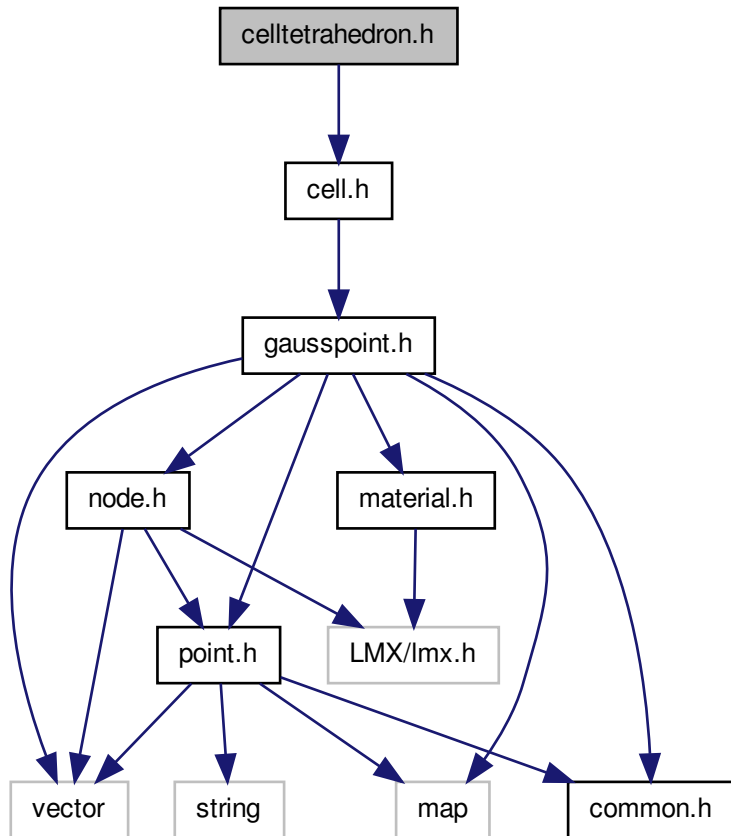 celltetrahedron.h
cell.h
gausspoint.h
node.h
material.h
point.h
LMX/lmx.h
vector
string
map
common.h